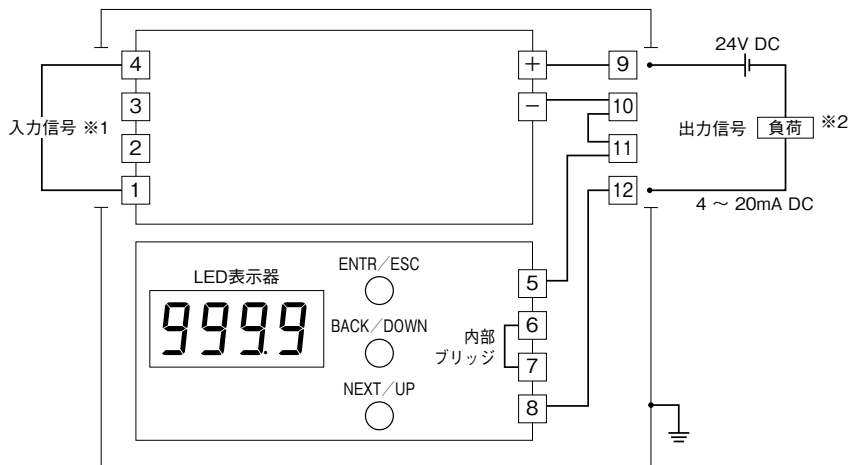 24V DC
4
+
9
3
−
10
入力信号 ※1
出力信号
負荷
※2
2
11
1
12
4 ～ 20mA DC
LED表示器
ENTR/ESC
5
999.9
BACK/DOWN
6
内部
ブリッジ
7
NEXT/UP
8